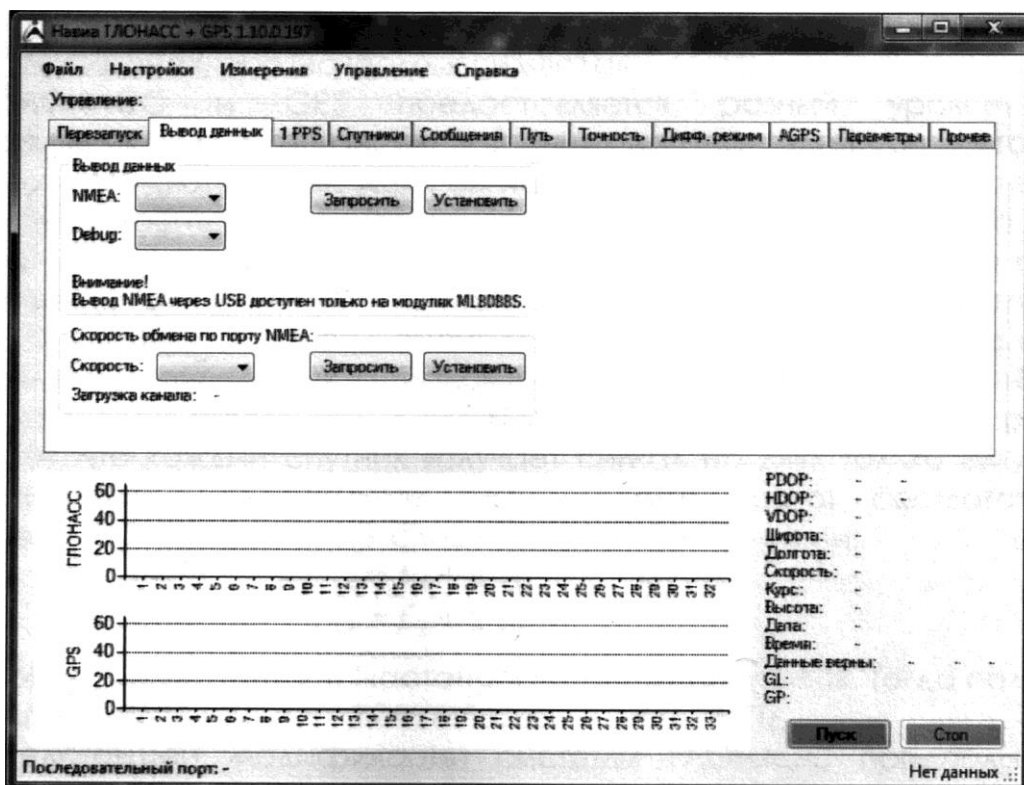 Навиа ГЛОНАСС + GPS 1.10.0.197
Файл Настройки Измерения Управление Справка
Управление:
Перезапуск Вывод данных 1 PPS Спутники Сообщения Путь Точность Дифф. режим AGPS Параметры Прочее
Вывод данных
NMEA: Запросить Установить
Debug:
Внимание!
Вывод NMEA через USB доступен только на модулях ML8088S.
Скорость обмена по порту NMEA:
Скорость: Запросить Установить
Загрузка канала: -
ГЛОНАСС
60
40
20
0
1 2 3 4 5 6 7 8 9 10 11 12 13 14 15 16 17 18 19 20 21 22 23 24 25 26 27 28 29 30 31 32
GPS
60
40
20
0
1 2 3 4 5 6 7 8 9 10 11 12 13 14 15 16 17 18 19 20 21 22 23 24 25 26 27 28 29 30 31 32 33
PDOP: - -
HDOP: - -
VDOP: -
Широта: -
Долгота: -
Скорость: -
Курс: -
Высота: -
Дата: -
Время: -
Данные верны: - - -
GL:
GP:
Пуск Стоп
Последовательный порт: - Нет данных